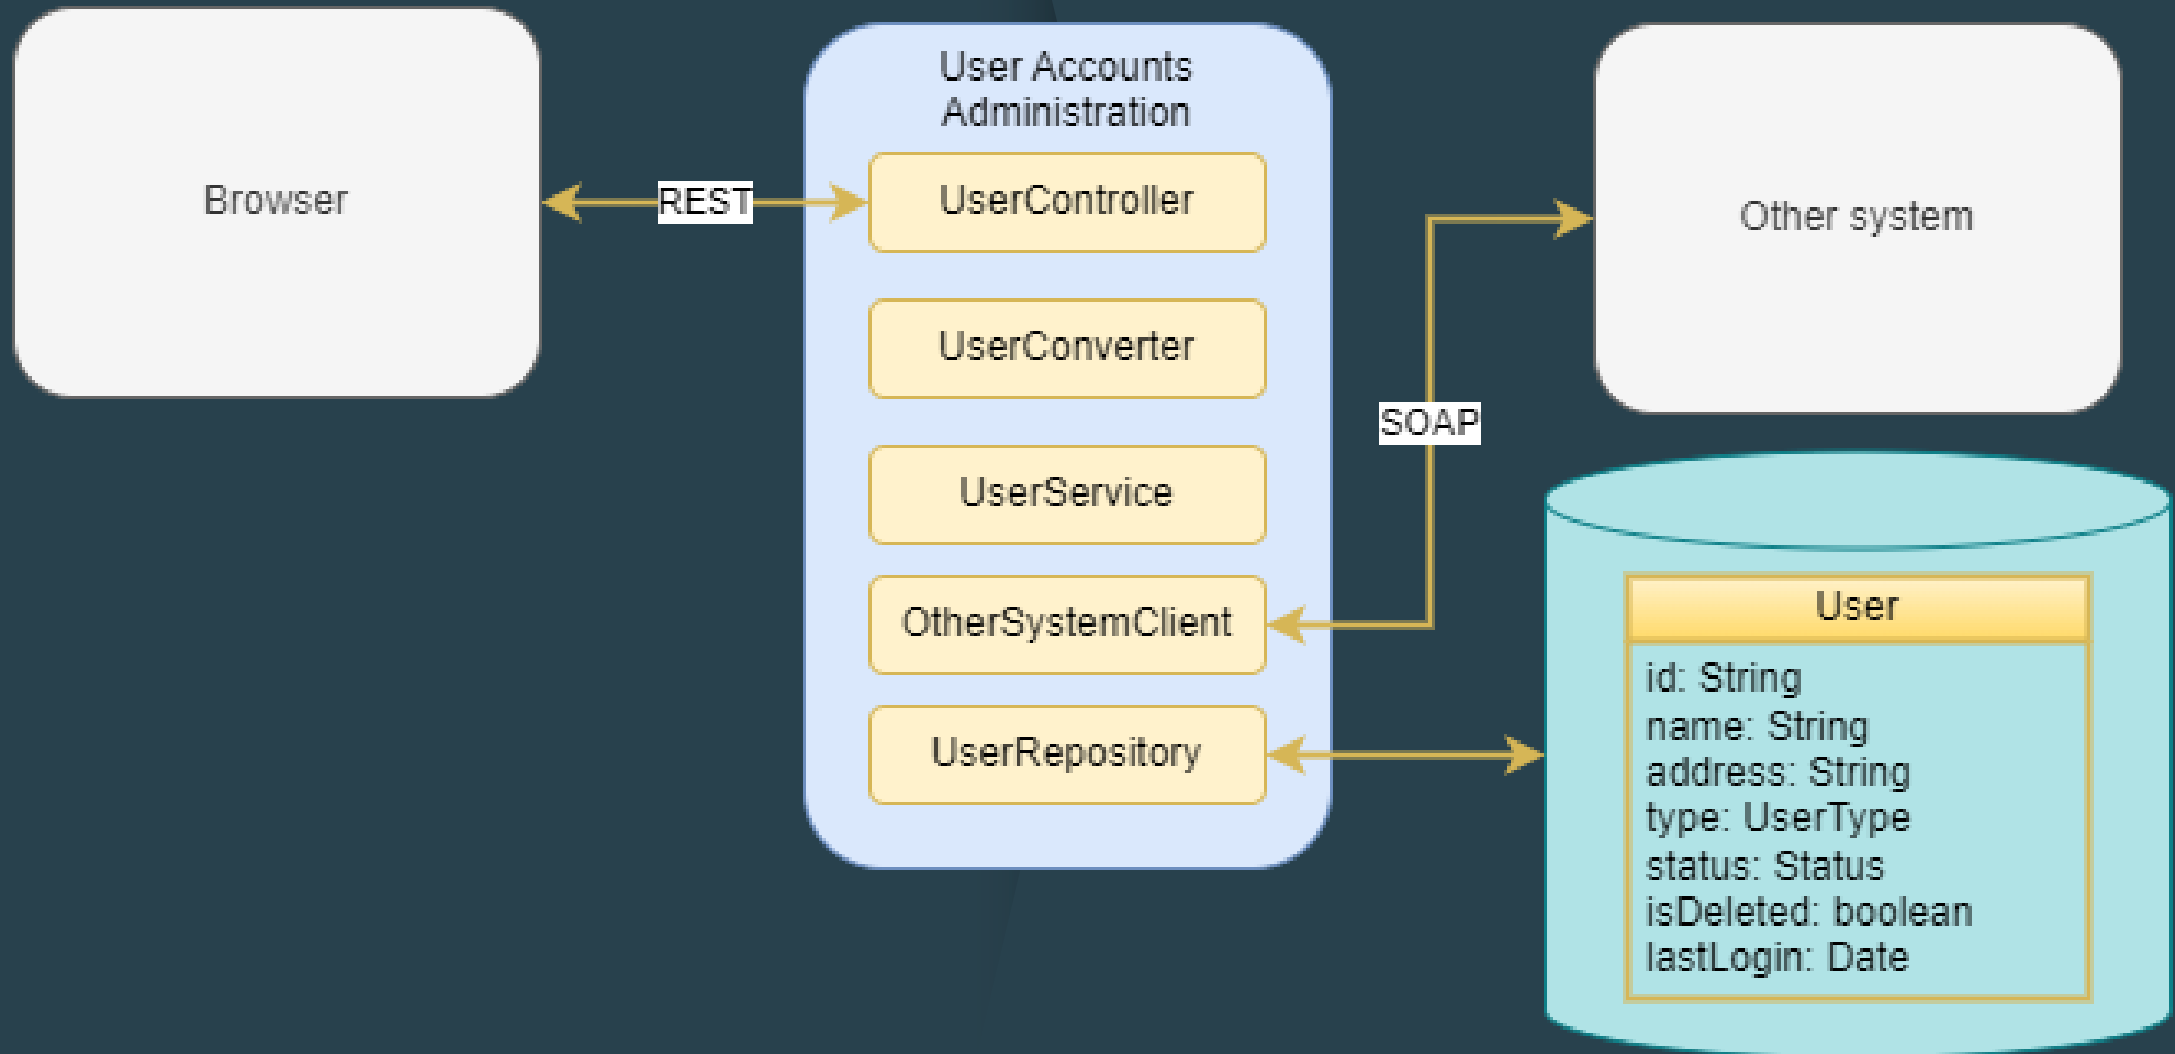 Browser
REST
User Accounts
Administration
UserController
UserConverter
UserService
OtherSystemClient
UserRepository
SOAP
Other system
User
id: String
name: String
address: String
type: UserType
status: Status
isDeleted: boolean
lastLogin: Date